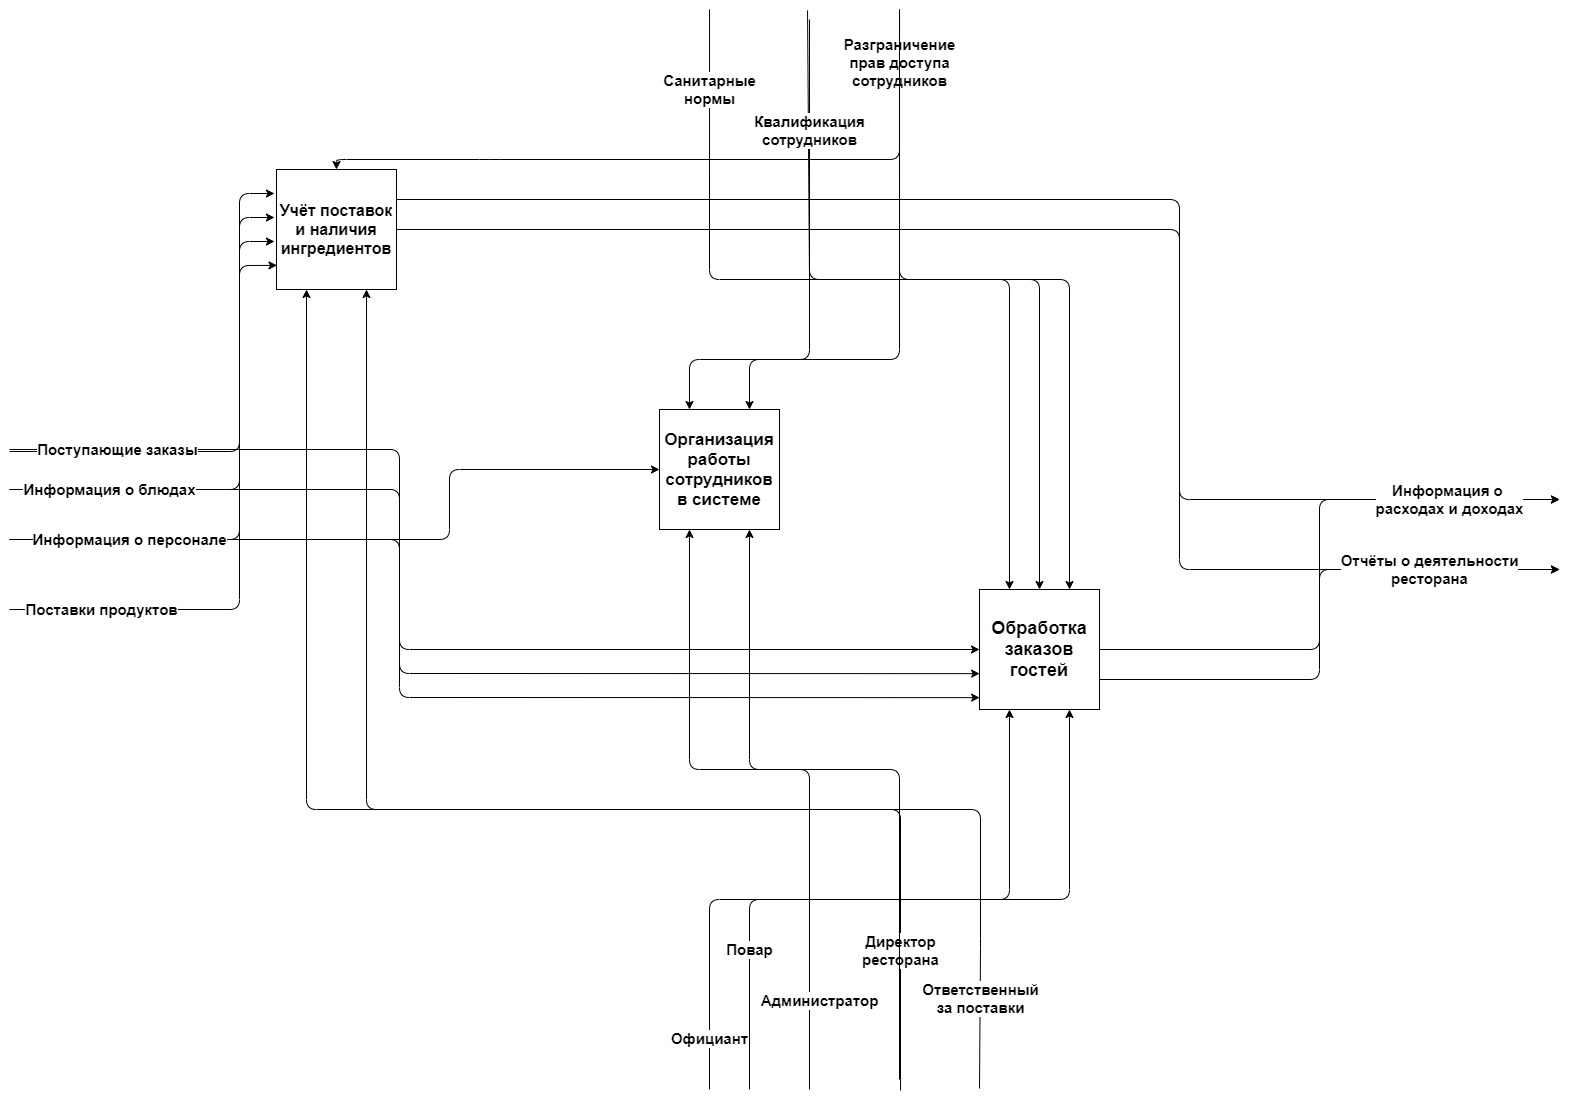 Разграничение
прав доступа
сотрудников
Санитарные
нормы
Квалификация
сотрудников
Учёт поставок
и наличия
ингредиентов
Организация
работы
сотрудников
в системе
Поступающие заказы
Информация о блюдах
Информация о персонале
Поставки продуктов
Информация о
расходах и доходах
Отчёты о деятельности
ресторана
Обработка
заказов
гостей
Повар
Директор
ресторана
Администратор
Ответственный
за поставки
Официант